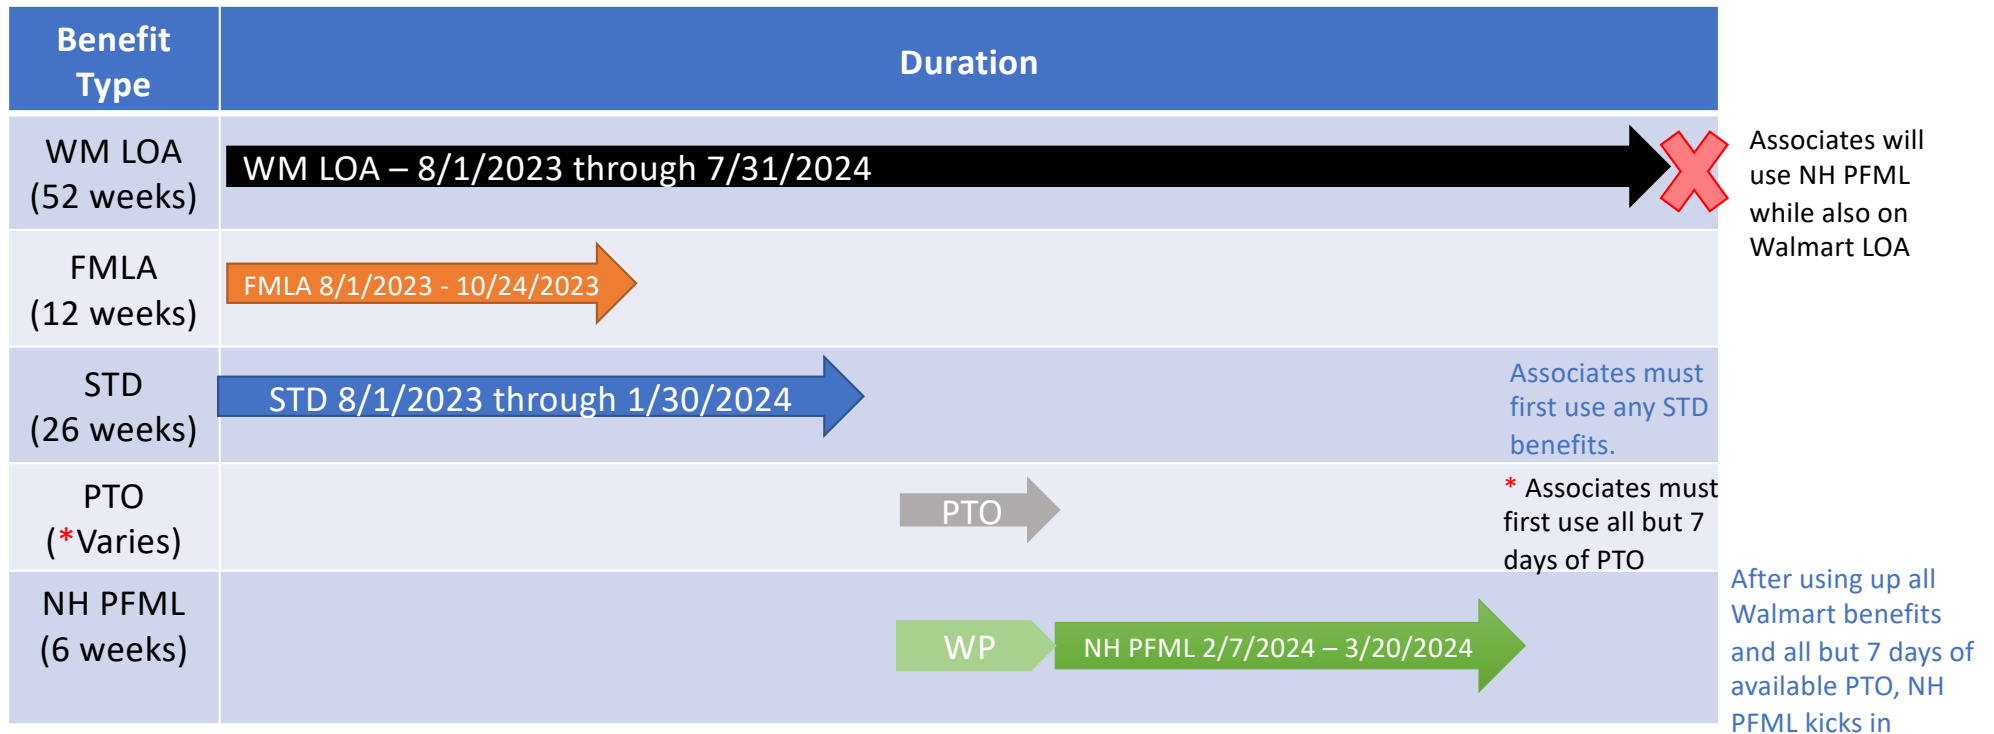 Benefit
Type
Duration
WM LOA
(52 weeks)
WM LOA – 8/1/2023 through 7/31/2024
Associates will
use NH PFML
while also on
Walmart LOA
FMLA
(12 weeks)
FMLA 8/1/2023 - 10/24/2023
STD
(26 weeks)
STD 8/1/2023 through 1/30/2024
Associates must
first use any STD
benefits.
PTO
(*Varies)
PTO
* Associates must
first use all but 7
days of PTO
NH PFML
(6 weeks)
WP
NH PFML 2/7/2024 – 3/20/2024
After using up all
Walmart benefits
and all but 7 days of
available PTO, NH
PFML kicks in